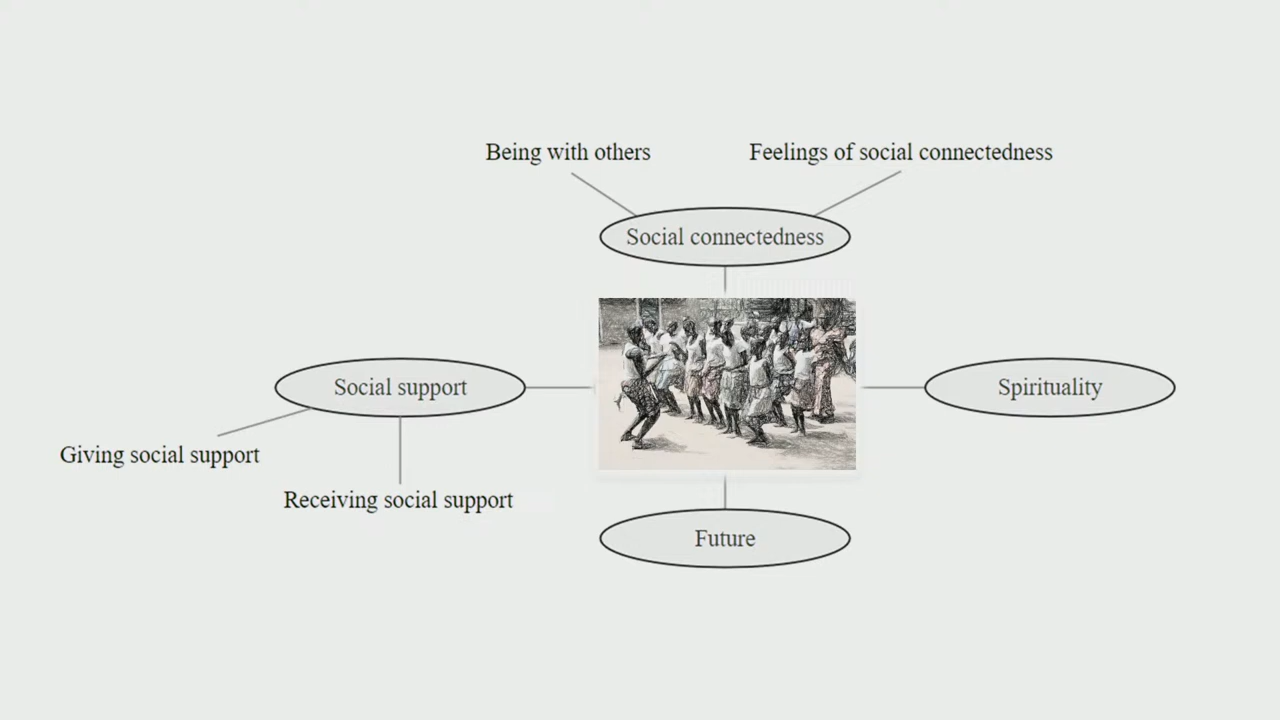 Being with others
Feelings of social connectedness
Social connectedness
Social support
Spirituality
Giving social support
Receiving social support
Future